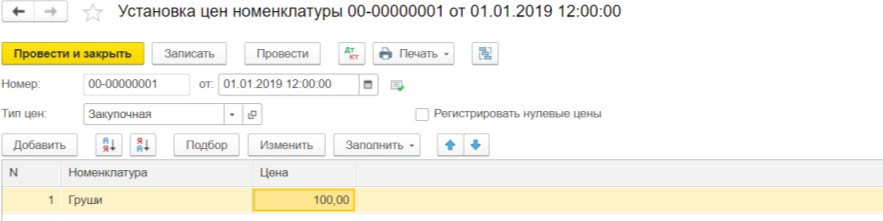 Установка цен номенклатуры 00-00000001 от 01.01.2019 12:00:00
Провести и закрыть Записать Провести Дт Кт Печать
Номер: 00-00000001 от: 01.01.2019 12:00:00
Тип цен: Закупочная Регистрировать нулевые цены
Добавить А Я Я А Подбор Изменить Заполнить
N Номенклатура Цена
1 Груши 100,00